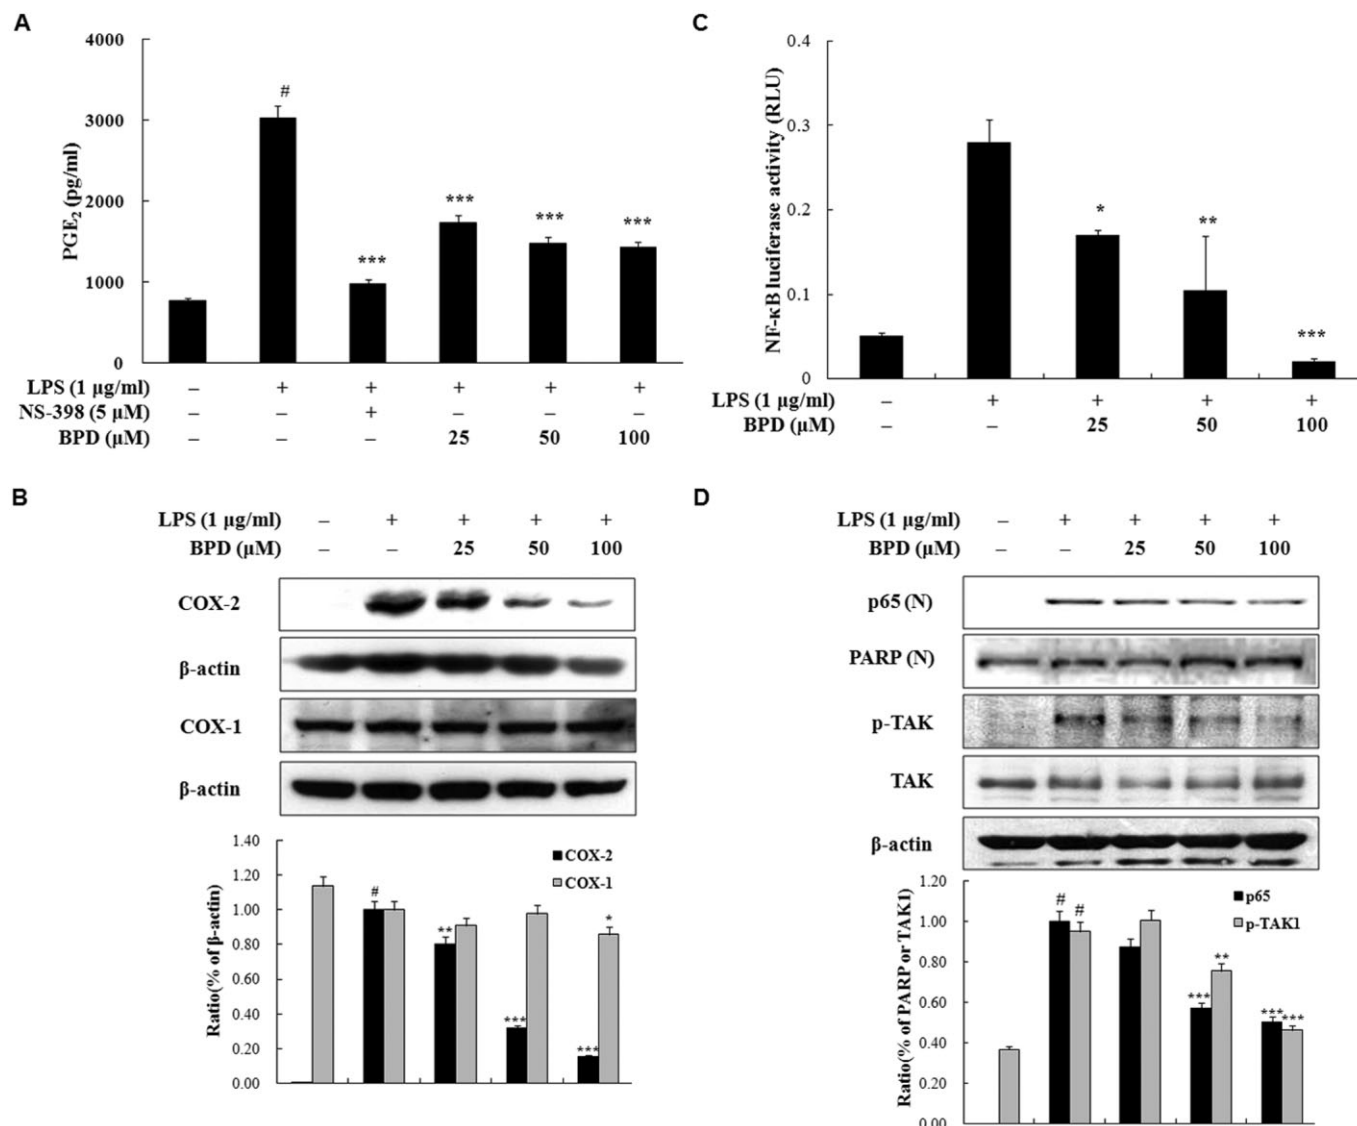 A
4000
3000
2000
1000
0
PGE2 (pg/ml)
#
***
***
***
***
LPS (1 μg/ml) – + + + + +
NS-398 (5 μM) – – + – – –
BPD (μM) – – – 25 50 100
C
0.4
0.3
0.2
0.1
0
NF-κB luciferase activity (RLU)
*
**
***
LPS (1 μg/ml) – + + + +
BPD (μM) – – 25 50 100
B
LPS (1 μg/ml) – + + + +
BPD (μM) – – 25 50 100
COX-2
β-actin
COX-1
β-actin
1.40
1.20
1.00
0.80
0.60
0.40
0.20
0.00
Ratio(% of β-actin)
COX-2
COX-1
#
**
***
***
*
D
LPS (1 μg/ml) – + + + +
BPD (μM) – – 25 50 100
p65 (N)
PARP (N)
p-TAK
TAK
β-actin
1.20
1.00
0.80
0.60
0.40
0.20
0.00
Ratio(% of PARP or TAK1)
p65
p-TAK1
# #
***
**
*** ***